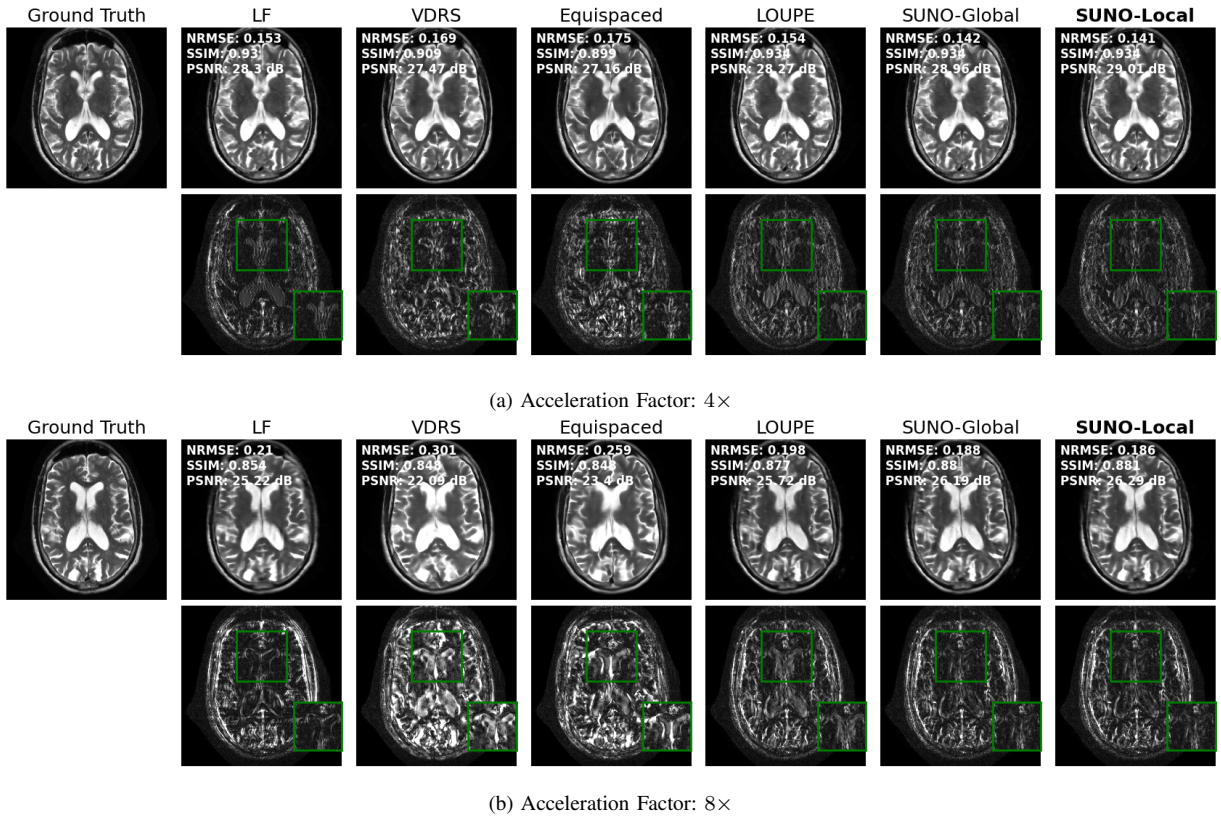 Ground Truth LF VDRS Equispaced LOUPE SUNO-Global SUNO-Local
NRMSE: 0.153 NRMSE: 0.169 NRMSE: 0.175 NRMSE: 0.154 NRMSE: 0.142 NRMSE: 0.141
SSIM: 0.93 SSIM: 0.909 SSIM: 0.899 SSIM: 0.934 SSIM: 0.934 SSIM: 0.934
PSNR: 28.3 dB PSNR: 27.47 dB PSNR: 27.16 dB PSNR: 28.27 dB PSNR: 28.96 dB PSNR: 29.01 dB
(a) Acceleration Factor: 4×
Ground Truth LF VDRS Equispaced LOUPE SUNO-Global SUNO-Local
NRMSE: 0.21 NRMSE: 0.301 NRMSE: 0.259 NRMSE: 0.198 NRMSE: 0.188 NRMSE: 0.186
SSIM: 0.854 SSIM: 0.848 SSIM: 0.848 SSIM: 0.877 SSIM: 0.88 SSIM: 0.881
PSNR: 25.22 dB PSNR: 22.09 dB PSNR: 23.4 dB PSNR: 25.72 dB PSNR: 26.19 dB PSNR: 26.29 dB
(b) Acceleration Factor: 8×